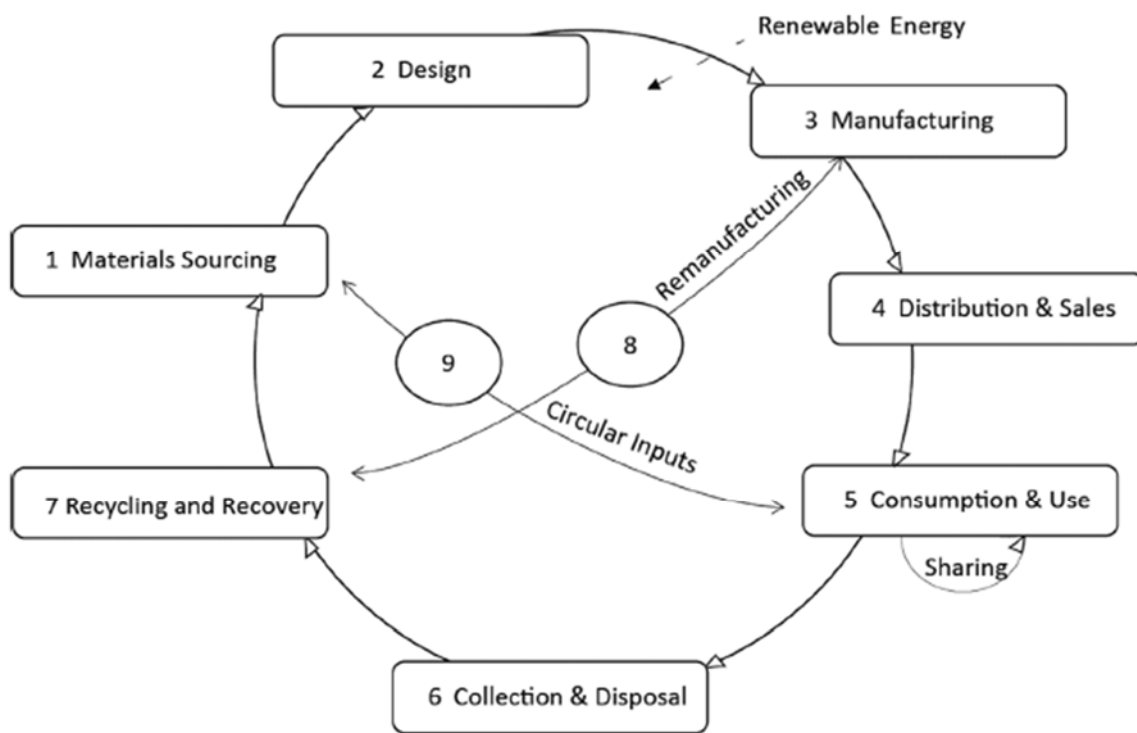 Renewable Energy
2 Design
3 Manufacturing
Remanufacturing
1 Materials Sourcing
4 Distribution & Sales
8
9
Circular Inputs
7 Recycling and Recovery
5 Consumption & Use
Sharing
6 Collection & Disposal